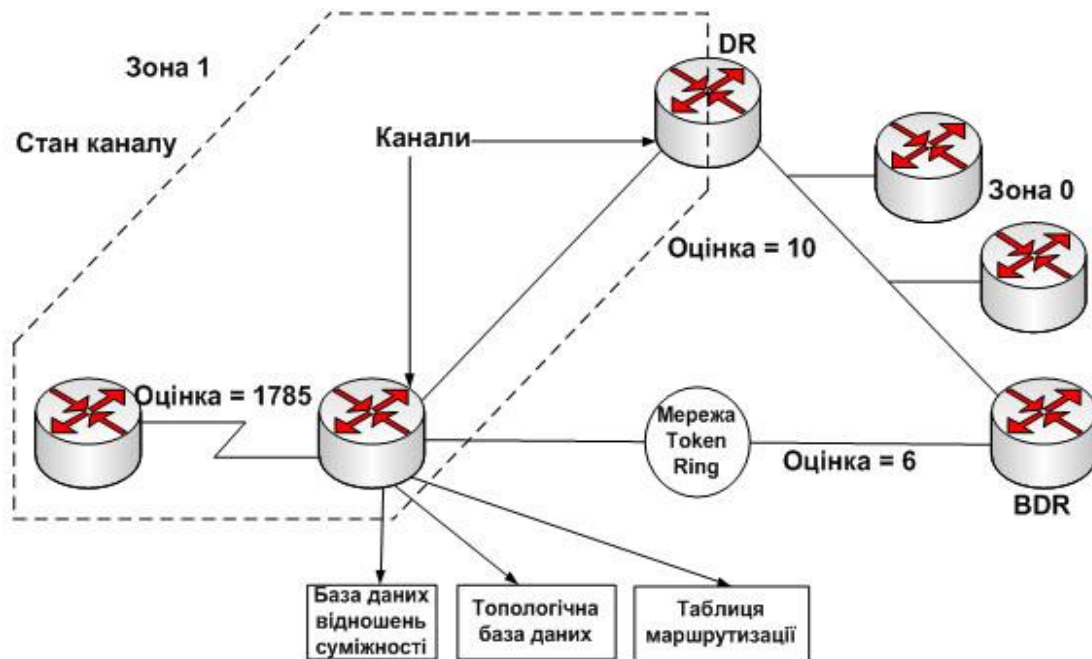 DR
Зона 1
Стан каналу
Канали
Зона 0
Оцінка = 10
Оцінка = 1785
Мережа
Token
Ring
Оцінка = 6
BDR
База даних
відношень
суміжності
Топологічна
база даних
Таблиця
маршрутизації